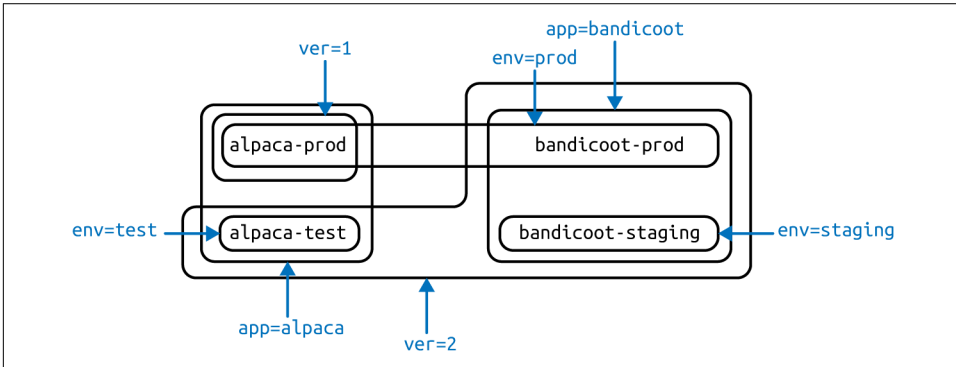 app=bandicoot
ver=1
env=prod
alpaca-prod
bandicoot-prod
env=test
alpaca-test
bandicoot-staging
env=staging
app=alpaca
ver=2